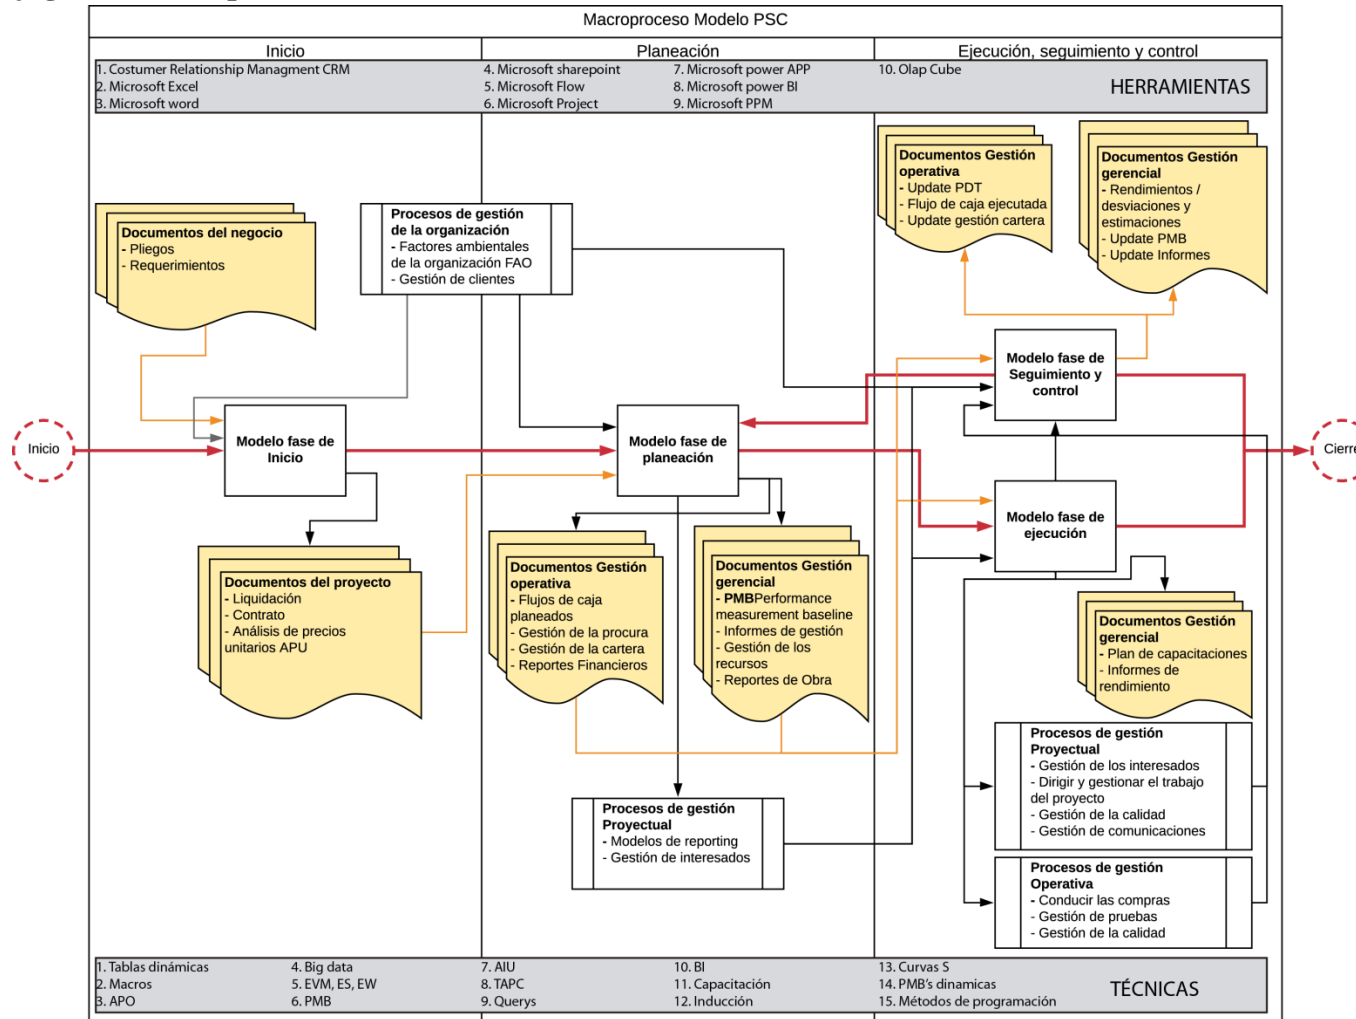 Macroproceso Modelo PSC
Inicio
Planeación
Ejecución, seguimiento y control
1. Costumer Relationship Managment CRM
2. Microsoft Excel
3. Microsoft word
4. Microsoft sharepoint
5. Microsoft Flow
6. Microsoft Project
7. Microsoft power APP
8. Microsoft power BI
9. Microsoft PPM
10. Olap Cube
HERRAMIENTAS
Documentos del negocio
- Pliegos
- Requerimientos
Procesos de gestión
de la organización
- Factores ambientales
de la organización FAO
- Gestión de clientes
Documentos Gestión
operativa
- Update PDT
- Flujo de caja ejecutada
- Update gestión cartera
Documentos Gestión
gerencial
- Rendimientos /
desviaciones y
estimaciones
- Update PMB
- Update Informes
Inicio
Modelo fase de
Inicio
Modelo fase de
planeación
Modelo fase de
Seguimiento y
control
Cierre
Modelo fase de
ejecución
Documentos del proyecto
- Liquidación
- Contrato
- Análisis de precios
unitarios APU
Documentos Gestión
operativa
- Flujos de caja
planeados
- Gestión de la procura
- Gestión de la cartera
- Reportes Financieros
Documentos Gestión
gerencial
- PMBPerformance
measurement baseline
- Informes de gestión
- Gestión de los
recursos
- Reportes de Obra
Documentos Gestión
gerencial
- Plan de capacitaciones
- Informes de
rendimiento
Procesos de gestión
Proyectual
- Modelos de reporting
- Gestión de interesados
Procesos de gestión
Proyectual
- Gestión de los interesados
- Dirigir y gestionar el trabajo
del proyecto
- Gestión de la calidad
- Gestión de comunicaciones
Procesos de gestión
Operativa
- Conducir las compras
- Gestión de pruebas
- Gestión de la calidad
1. Tablas dinámicas
2. Macros
3. APO
4. Big data
5. EVM, ES, EW
6. PMB
7. AIU
8. TAPC
9. Querys
10. BI
11. Capacitación
12. Inducción
13. Curvas S
14. PMB's dinamicas
15. Métodos de programación
TÉCNICAS